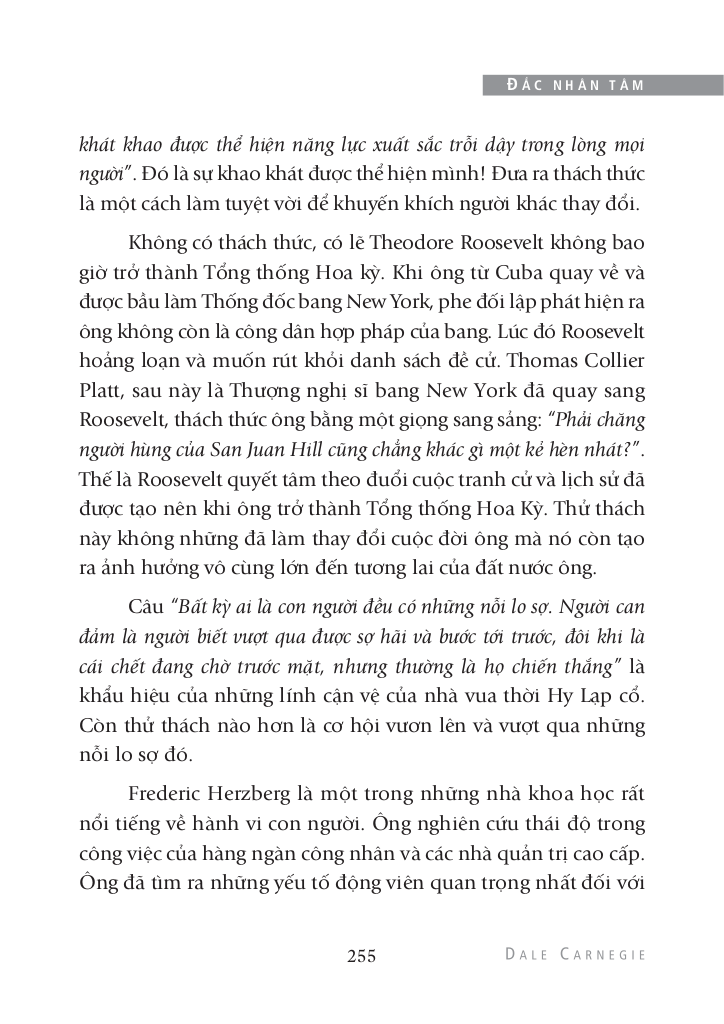 ĐẮC NHÂN TÂM
khát khao được thể hiện năng lực xuất sắc trỗi dậy trong lòng mọi
người”. Đó là sự khao khát được thể hiện mình! Đưa ra thách thức
là một cách làm tuyệt vời để khuyến khích người khác thay đổi.
Không có thách thức, có lẽ Theodore Roosevelt không bao
giờ trở thành Tổng thống Hoa kỳ. Khi ông từ Cuba quay về và
được bầu làm Thống đốc bang New York, phe đối lập phát hiện ra
ông không còn là công dân hợp pháp của bang. Lúc đó Roosevelt
hoảng loạn và muốn rút khỏi danh sách đề cử. Thomas Collier
Platt, sau này là Thượng nghị sĩ bang New York đã quay sang
Roosevelt, thách thức ông bằng một giọng sang sảng: “Phải chăng
người hùng của San Juan Hill cũng chẳng khác gì một kẻ hèn nhát?”.
Thế là Roosevelt quyết tâm theo đuổi cuộc tranh cử và lịch sử đã
được tạo nên khi ông trở thành Tổng thống Hoa Kỳ. Thử thách
này không những đã làm thay đổi cuộc đời ông mà nó còn tạo
ra ảnh hưởng vô cùng lớn đến tương lai của đất nước ông.
Câu “Bất kỳ ai là con người đều có những nỗi lo sợ. Người can
đảm là người biết vượt qua được sợ hãi và bước tới trước, đôi khi là
cái chết đang chờ trước mặt, nhưng thường là họ chiến thắng” là
khẩu hiệu của những lính cận vệ của nhà vua thời Hy Lạp cổ.
Còn thử thách nào hơn là cơ hội vươn lên và vượt qua những
nỗi lo sợ đó.
Frederic Herzberg là một trong những nhà khoa học rất
nổi tiếng về hành vi con người. Ông nghiên cứu thái độ trong
công việc của hàng ngàn công nhân và các nhà quản trị cao cấp.
Ông đã tìm ra những yếu tố động viên quan trọng nhất đối với
255
DALE CARNEGIE